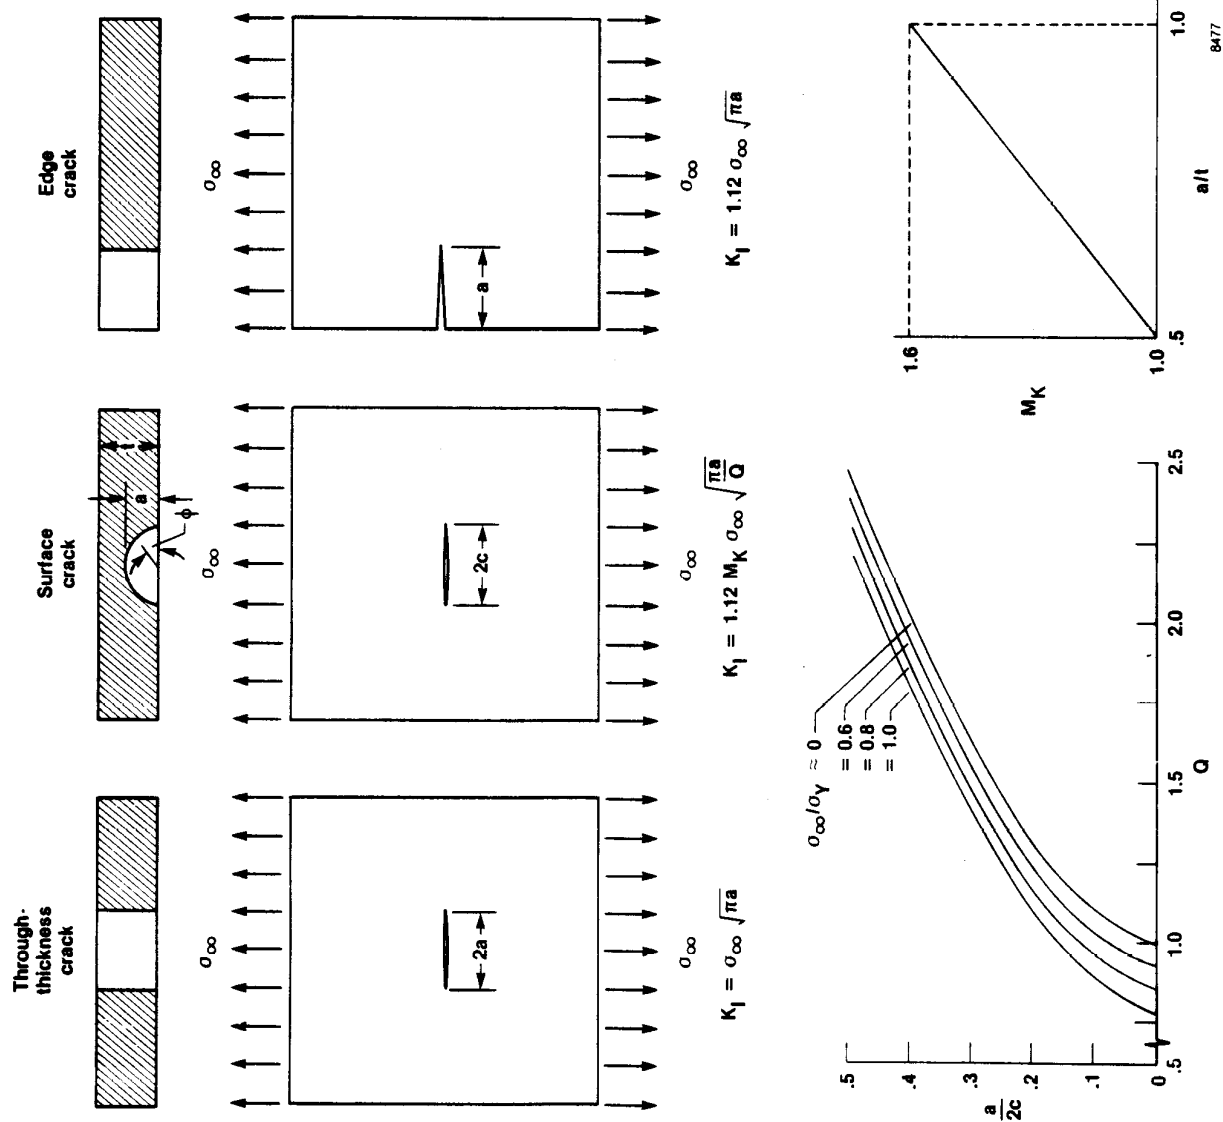 Through-
thickness
crack
Surface
crack
Edge
crack
t
a
ϕ
σ∞
σ∞
σ∞
2a
2c
a
σ∞
σ∞
σ∞
K_I = σ∞ √πa
K_I = 1.12 M_K σ∞ √(πa/Q)
K_I = 1.12 σ∞ √πa
σ∞/σ_Y ≈ 0
= 0.6
= 0.8
= 1.0
a/2c
.5
.4
.3
.2
.1
0
.5
1.0
1.5
2.0
2.5
Q
M_K
1.6
1.0
.5
1.0
a/t
8477